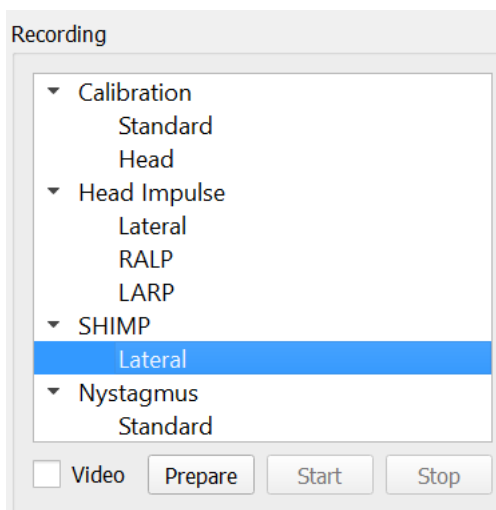 Recording
Calibration
Standard
Head
Head Impulse
Lateral
RALP
LARP
SHIMP
Lateral
Nystagmus
Standard
Video Prepare Start Stop